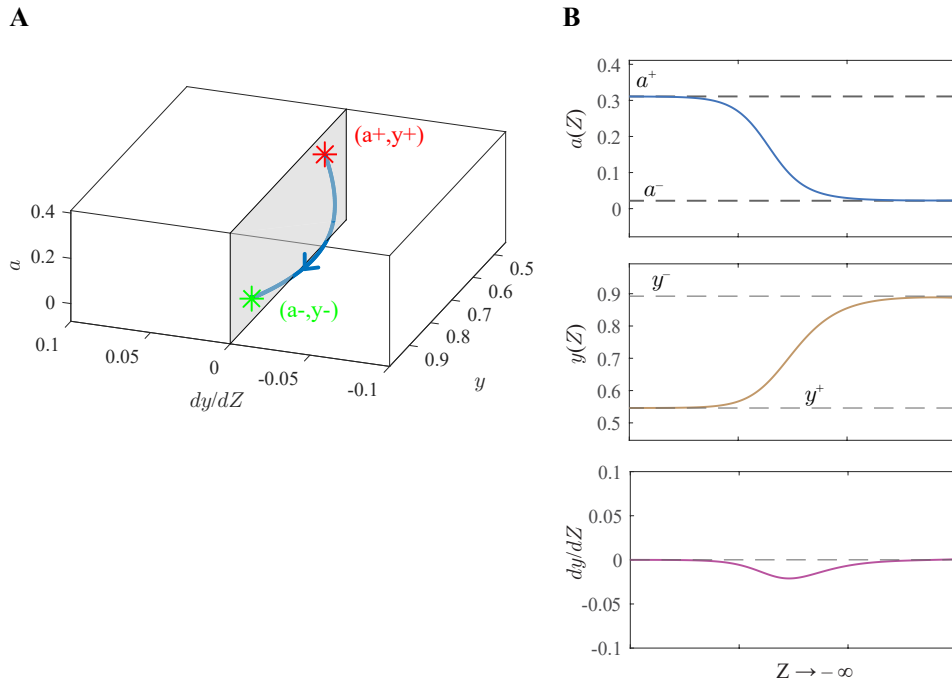 A
(a+,y+)
(a-,y-)
a
0.4
0.2
0
0.1
0.05
0
-0.05
-0.1
dy/dZ
0.5
0.6
0.7
0.8
0.9
y
B
0.4
0.3
0.2
0.1
0
a(Z)
a⁺
a⁻
0.9
0.8
0.7
0.6
0.5
y(Z)
y⁻
y⁺
0.1
0.05
0
-0.05
-0.1
dy/dZ
Z → − ∞